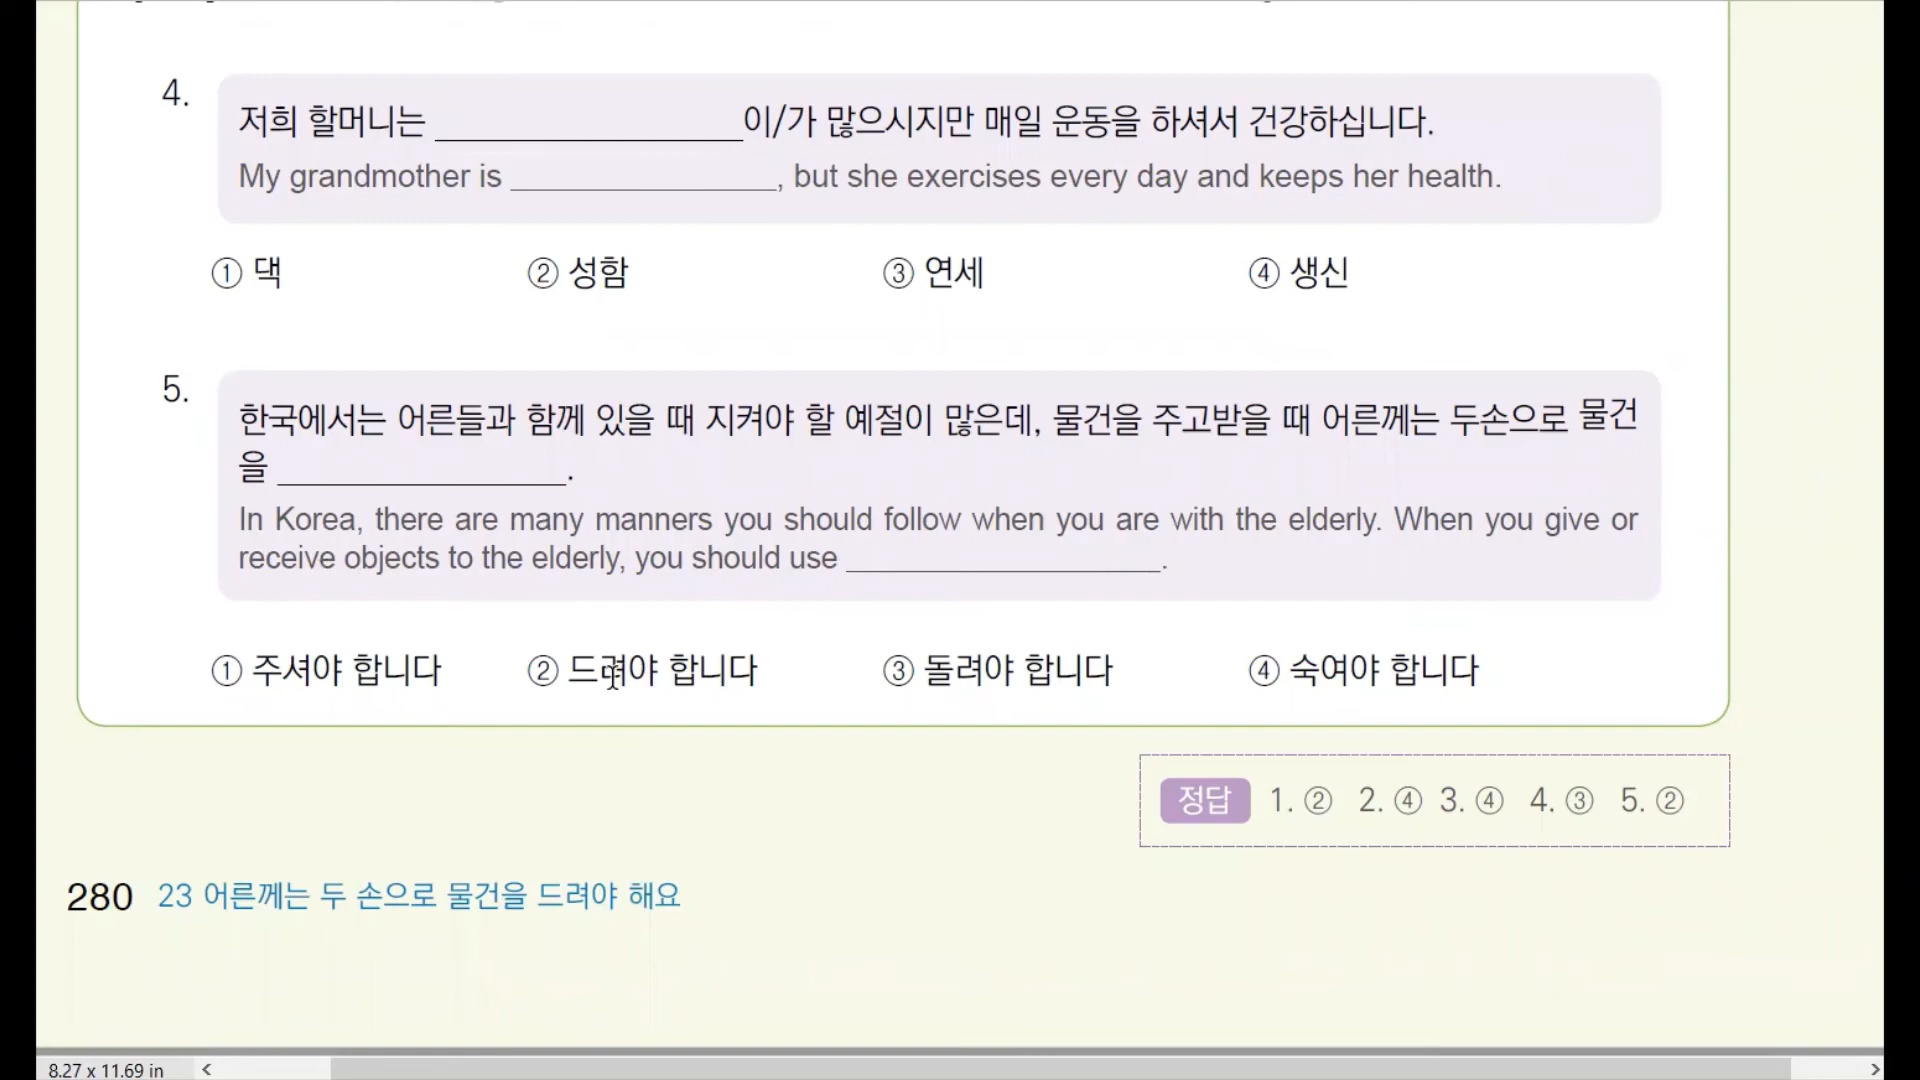 4.
저희 할머니는 ____________이/가 많으시지만 매일 운동을 하셔서 건강하십니다.
My grandmother is ____________, but she exercises every day and keeps her health.
① 댁 ② 성함 ③ 연세 ④ 생신
5.
한국에서는 어른들과 함께 있을 때 지켜야 할 예절이 많은데, 물건을 주고받을 때 어른께는 두손으로 물건
을 ____________.
In Korea, there are many manners you should follow when you are with the elderly. When you give or
receive objects to the elderly, you should use ____________.
① 주셔야 합니다 ② 드려야 합니다 ③ 돌려야 합니다 ④ 숙여야 합니다
정답 1. ② 2. ④ 3. ④ 4. ③ 5. ②
280 23 어른께는 두 손으로 물건을 드려야 해요
8.27 x 11.69 in